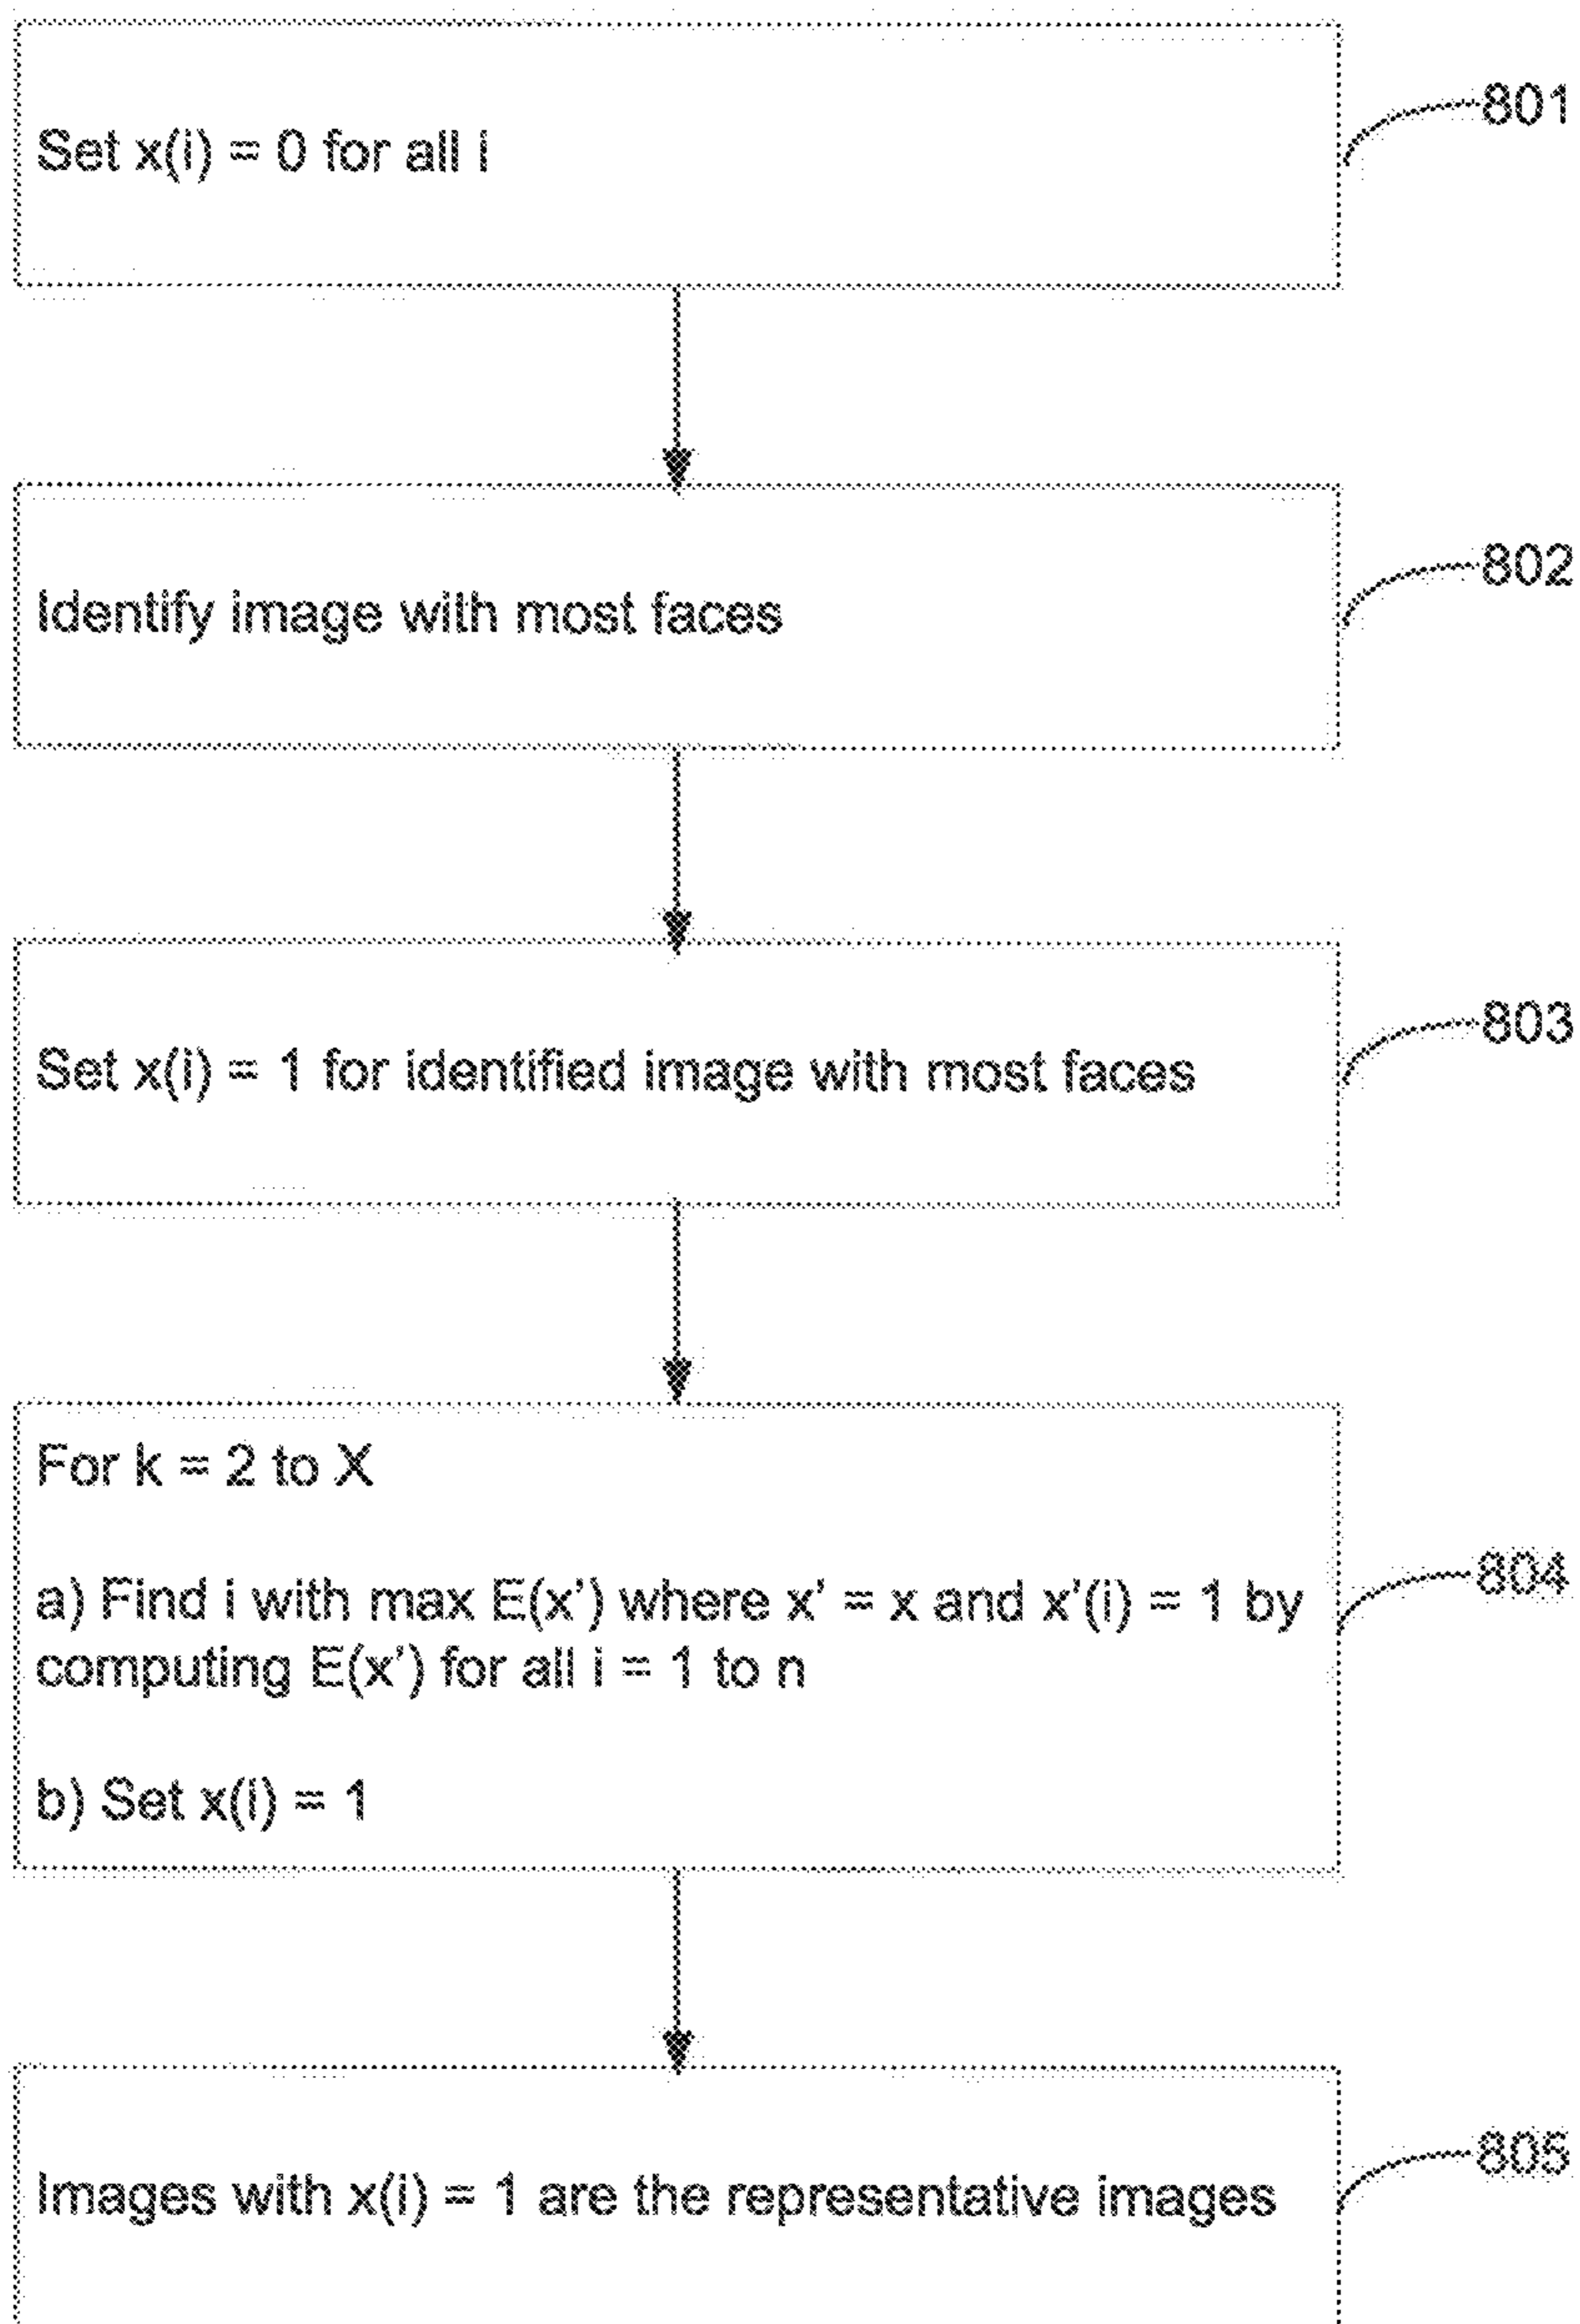 Set x(i) = 0 for all i
801
Identify image with most faces
802
Set x(i) = 1 for identified image with most faces
803
For k = 2 to X
a) Find i with max E(x') where x' = x and x'(i) = 1 by
computing E(x') for all i = 1 to n
b) Set x(i) = 1
804
Images with x(i) = 1 are the representative images
805